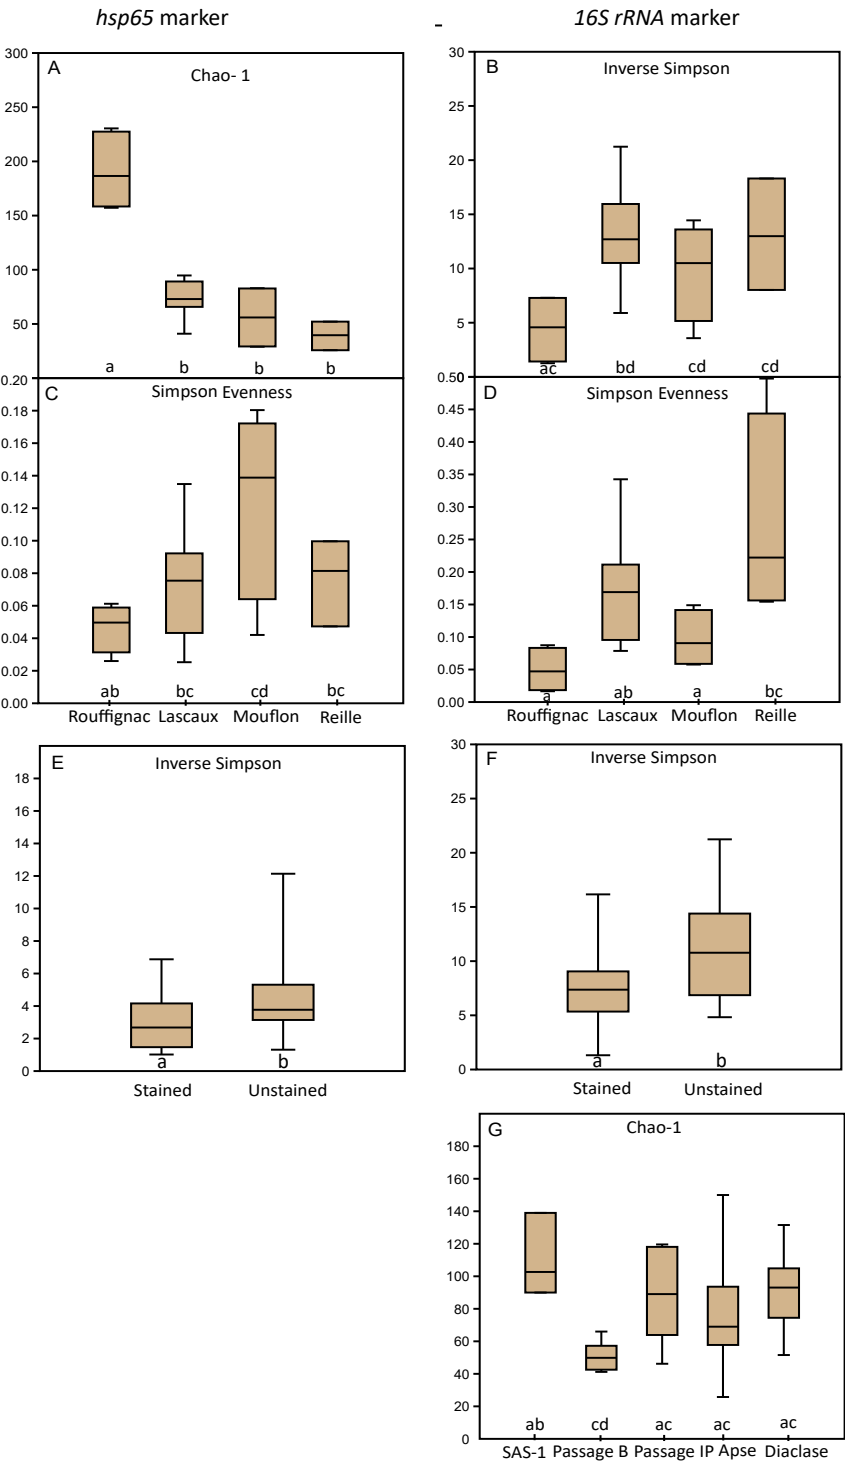 hsp65 marker
16S rRNA marker
A
Chao- 1
300
250
200
150
100
50
a b b b
B
Inverse Simpson
30
25
20
15
10
5
ac bd cd cd
C
Simpson Evenness
0.20
0.18
0.16
0.14
0.12
0.10
0.08
0.06
0.04
0.02
0.00
ab bc cd bc
Rouffignac Lascaux Mouflon Reille
D
Simpson Evenness
0.50
0.45
0.40
0.35
0.30
0.25
0.20
0.15
0.10
0.05
0.00
a ab a bc
Rouffignac Lascaux Mouflon Reille
E
Inverse Simpson
18
16
14
12
10
8
6
4
2
0
a b
Stained Unstained
F
Inverse Simpson
30
25
20
15
10
5
0
a b
Stained Unstained
G
Chao-1
180
160
140
120
100
80
60
40
20
0
ab cd ac ac ac
SAS-1 Passage B Passage IP Apse Diaclase